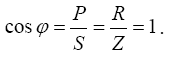 cos φ = P/S = R/Z = 1.